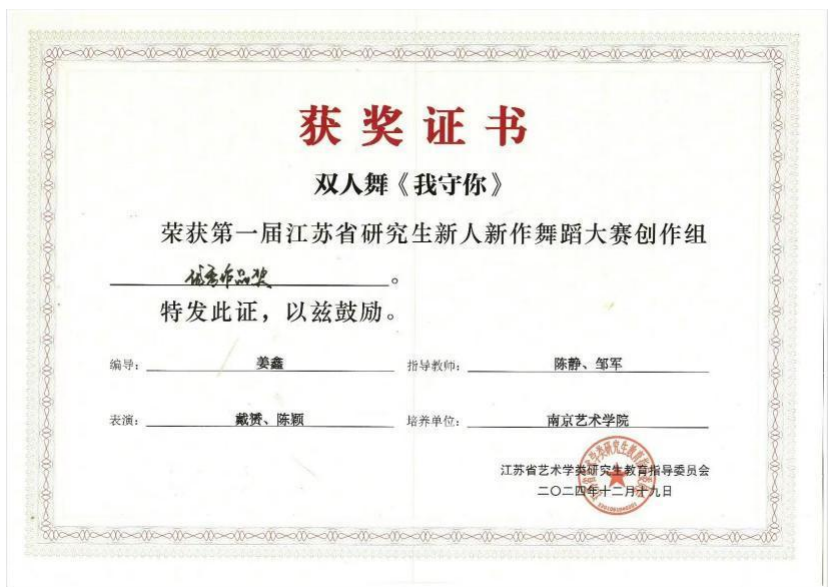 获奖证书
双人舞《我守你》
荣获第一届江苏省研究生新人新作舞蹈大赛创作组
优秀作品奖。
特发此证，以兹鼓励。
编导：姜鑫 指导教师：陈静、邹军
表演：戴赟、陈颖 培养单位：南京艺术学院
江苏省艺术学类研究生教育指导委员会
二〇二四年十二月十九日